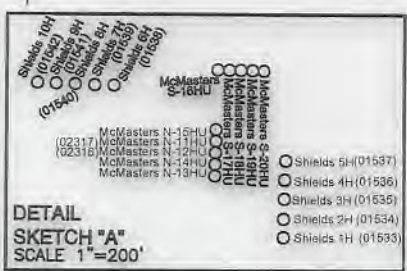 Shields 10H
(01542)
Shields 9H
(01541)
Shields 8H
(01540)
Shields 7H
(01539)
Shields 6H
(01538)
McMasters
S-16HU
McMasters S-17HU
McMasters S-18HU
McMasters S-19HU
McMasters S-20HU
McMasters N-15HU
(02317) McMasters N-11HU
(02318) McMasters N-12HU
McMasters N-14HU
McMasters N-13HU
Shields 5H (01537)
Shields 4H (01536)
Shields 3H (01535)
Shields 2H (01534)
Shields 1H (01533)
DETAIL
SKETCH "A"
SCALE 1"=200'